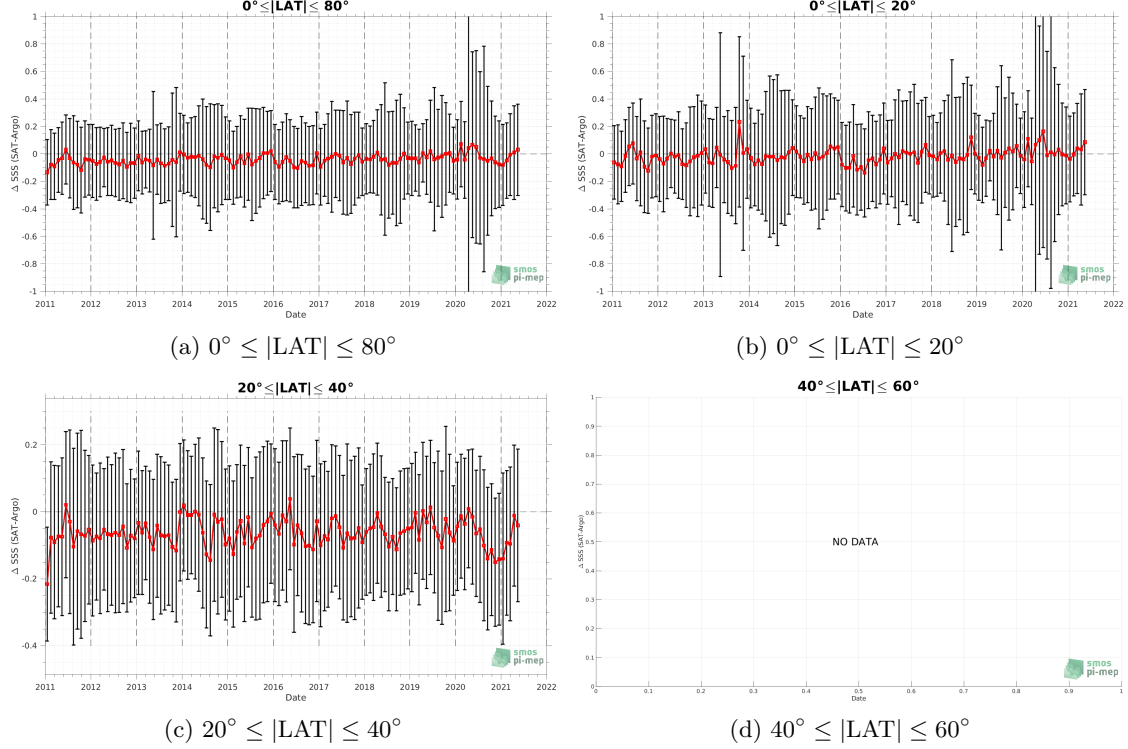 0°≤|LAT|≤ 80°
1
0.8
0.6
0.4
0.2
0
-0.2
-0.4
-0.6
-0.8
-1
Δ SSS (SAT-Argo)
smos
pi-mep
2011 2012 2013 2014 2015 2016 2017 2018 2019 2020 2021 2022
Date
(a) 0° ≤ |LAT| ≤ 80°
0°≤|LAT|≤ 20°
1
0.8
0.6
0.4
0.2
0
-0.2
-0.4
-0.6
-0.8
-1
Δ SSS (SAT-Argo)
smos
pi-mep
2011 2012 2013 2014 2015 2016 2017 2018 2019 2020 2021 2022
Date
(b) 0° ≤ |LAT| ≤ 20°
20°≤|LAT|≤ 40°
0.2
0
-0.2
-0.4
Δ SSS (SAT-Argo)
smos
pi-mep
2011 2012 2013 2014 2015 2016 2017 2018 2019 2020 2021 2022
Date
(c) 20° ≤ |LAT| ≤ 40°
40°≤|LAT|≤ 60°
1
0.9
0.8
0.7
0.6
0.5
0.4
0.3
0.2
0.1
0
Δ SSS (SAT-Argo)
NO DATA
smos
pi-mep
0 0.1 0.2 0.3 0.4 0.5 0.6 0.7 0.8 0.9 1
Date
(d) 40° ≤ |LAT| ≤ 60°